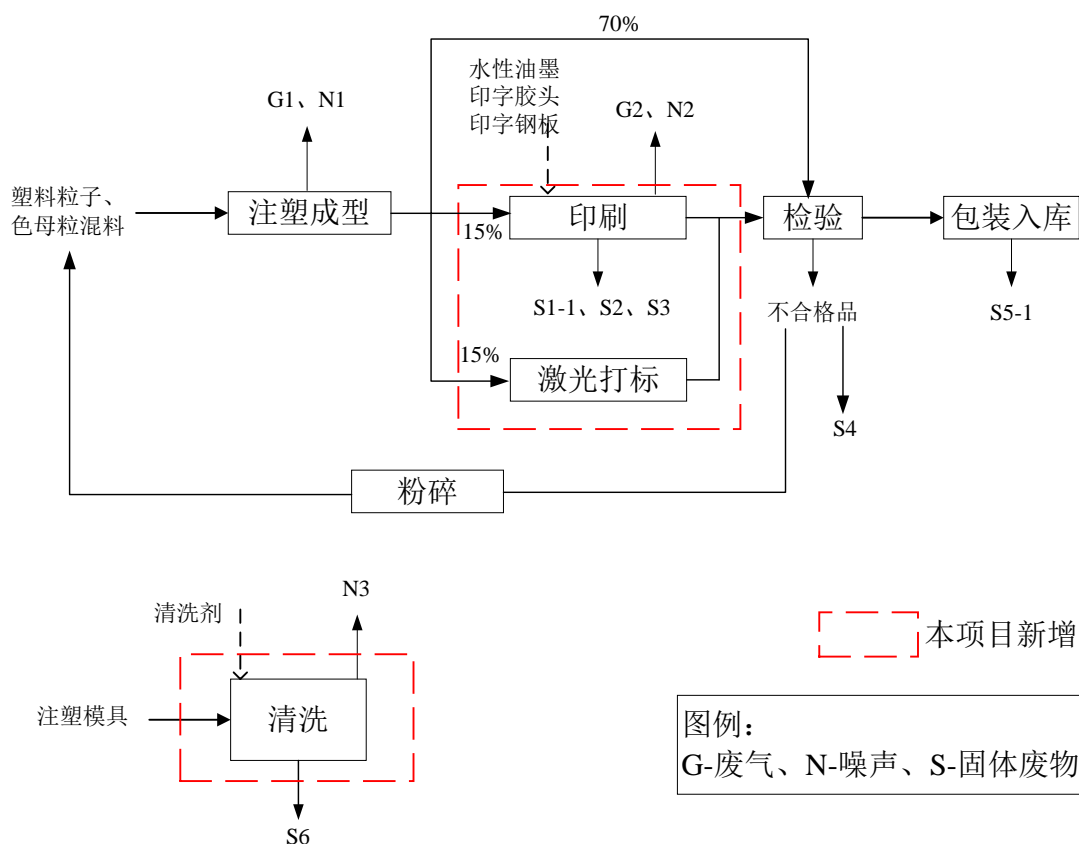 70%
水性油墨
印字胶头
印字钢板
G1、N1
G2、N2
塑料粒子、
色母粒混料
注塑成型
15%
印刷
检验
包装入库
S1-1、S2、S3
不合格品
S5-1
15%
激光打标
S4
粉碎
清洗剂
N3
注塑模具
清洗
S6
本项目新增
图例：
G-废气、N-噪声、S-固体废物